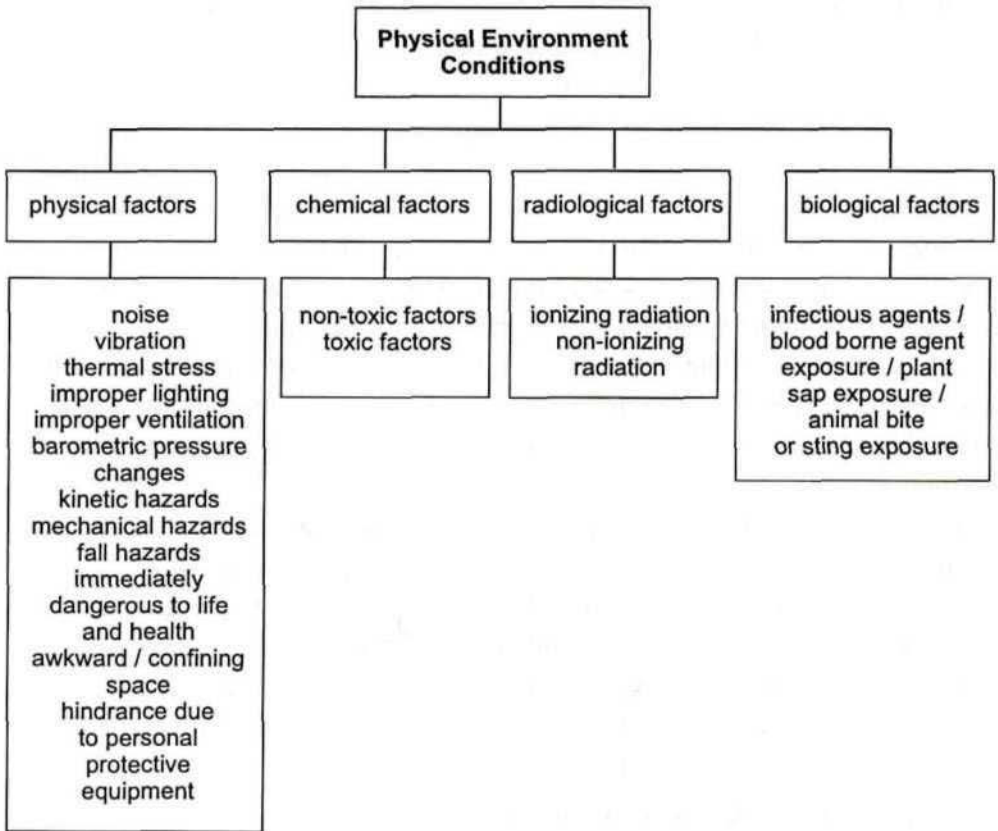 Physical Environment
Conditions
physical factors
chemical factors
radiological factors
biological factors
noise
vibration
thermal stress
improper lighting
improper ventilation
barometric pressure
changes
kinetic hazards
mechanical hazards
fall hazards
immediately
dangerous to life
and health
awkward / confining
space
hindrance due
to personal
protective
equipment
non-toxic factors
toxic factors
ionizing radiation
non-ionizing
radiation
infectious agents /
blood borne agent
exposure / plant
sap exposure /
animal bite
or sting exposure